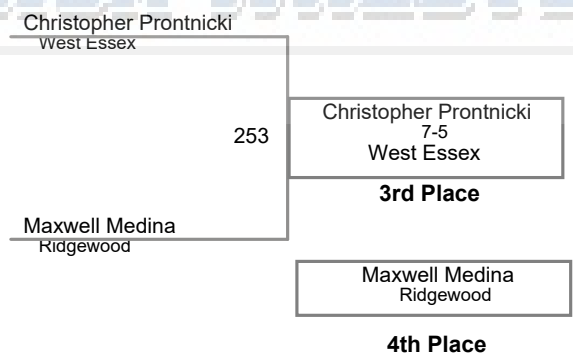 Christopher Prontnicki
West Essex
253
Christopher Prontnicki
7-5
West Essex
3rd Place
Maxwell Medina
Ridgewood
Maxwell Medina
Ridgewood
4th Place